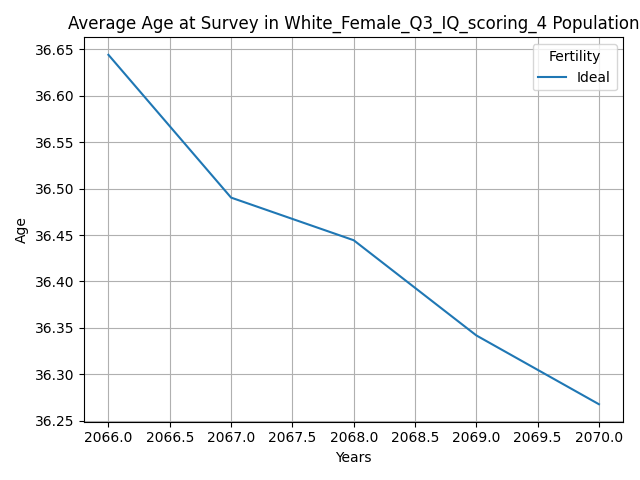 Average Age at Survey in White_Female_Q3_IQ_scoring_4 Population
Fertility
Ideal
36.65
36.60
36.55
36.50
36.45
36.40
36.35
36.30
36.25
Age
2066.0 2066.5 2067.0 2067.5 2068.0 2068.5 2069.0 2069.5 2070.0
Years